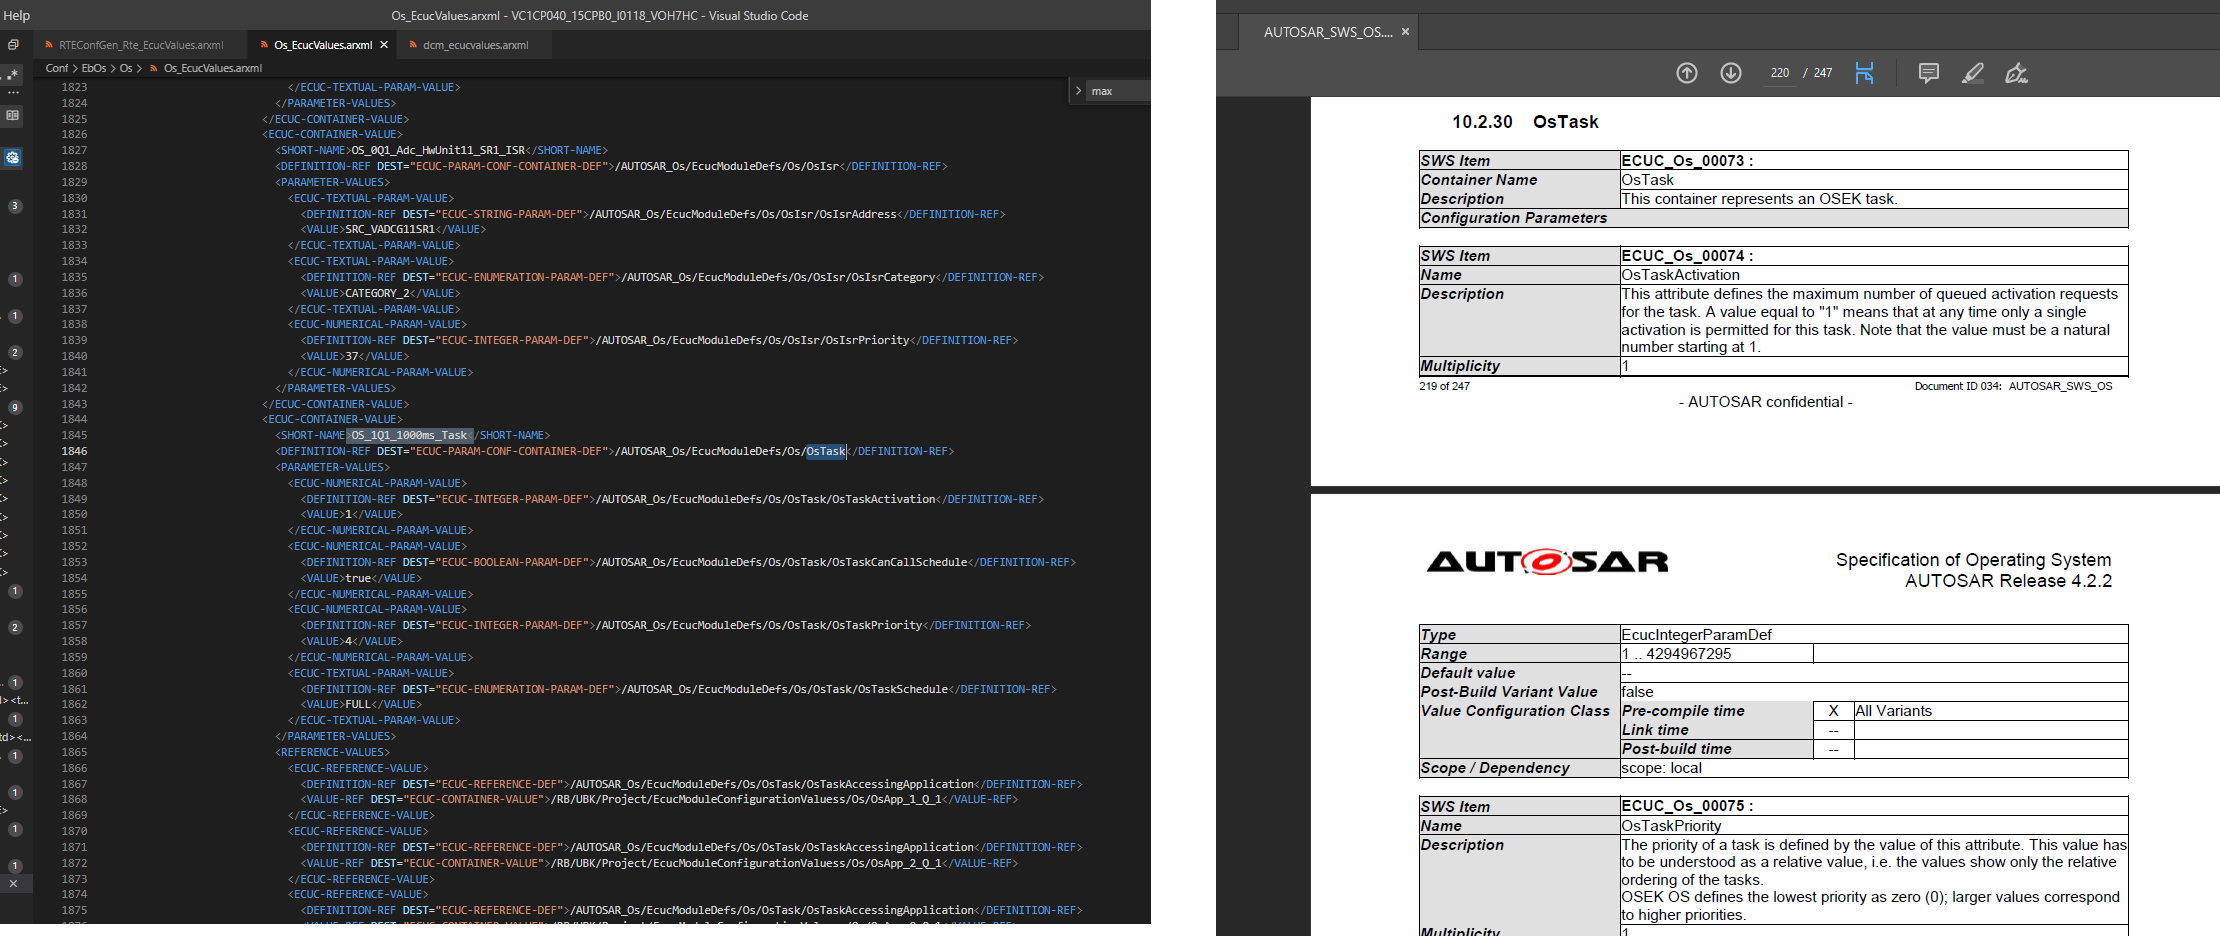 Help
Os_EcucValues.arxml - VC1CP040_15CPB0_I0118_VOH7HC - Visual Studio Code
RTEConfGen_Rte_EcucValues.arxml
Os_EcucValues.arxml
dcm_ecucvalues.arxml
Conf > EbOs > Os > Os_EcucValues.arxml
max
1823 </ECUC-TEXTUAL-PARAM-VALUE>
1824 </PARAMETER-VALUES>
1825 </ECUC-CONTAINER-VALUE>
1826 <ECUC-CONTAINER-VALUE>
1827 <SHORT-NAME>OS_0Q1_Adc_HwUnit11_SR1_ISR</SHORT-NAME>
1828 <DEFINITION-REF DEST="ECUC-PARAM-CONF-CONTAINER-DEF">/AUTOSAR_Os/EcucModuleDefs/Os/OsIsr</DEFINITION-REF>
1829 <PARAMETER-VALUES>
1830 <ECUC-TEXTUAL-PARAM-VALUE>
1831 <DEFINITION-REF DEST="ECUC-STRING-PARAM-DEF">/AUTOSAR_Os/EcucModuleDefs/Os/OsIsr/OsIsrAddress</DEFINITION-REF>
1832 <VALUE>SRC_VADCG11SR1</VALUE>
1833 </ECUC-TEXTUAL-PARAM-VALUE>
1834 <ECUC-TEXTUAL-PARAM-VALUE>
1835 <DEFINITION-REF DEST="ECUC-ENUMERATION-PARAM-DEF">/AUTOSAR_Os/EcucModuleDefs/Os/OsIsr/OsIsrCategory</DEFINITION-REF>
1836 <VALUE>CATEGORY_2</VALUE>
1837 </ECUC-TEXTUAL-PARAM-VALUE>
1838 <ECUC-NUMERICAL-PARAM-VALUE>
1839 <DEFINITION-REF DEST="ECUC-INTEGER-PARAM-DEF">/AUTOSAR_Os/EcucModuleDefs/Os/OsIsr/OsIsrPriority</DEFINITION-REF>
1840 <VALUE>37</VALUE>
1841 </ECUC-NUMERICAL-PARAM-VALUE>
1842 </PARAMETER-VALUES>
1843 </ECUC-CONTAINER-VALUE>
1844 <ECUC-CONTAINER-VALUE>
1845 <SHORT-NAME>OS_1Q1_1000ms_Task</SHORT-NAME>
1846 <DEFINITION-REF DEST="ECUC-PARAM-CONF-CONTAINER-DEF">/AUTOSAR_Os/EcucModuleDefs/Os/OsTask</DEFINITION-REF>
1847 <PARAMETER-VALUES>
1848 <ECUC-NUMERICAL-PARAM-VALUE>
1849 <DEFINITION-REF DEST="ECUC-INTEGER-PARAM-DEF">/AUTOSAR_Os/EcucModuleDefs/Os/OsTask/OsTaskActivation</DEFINITION-REF>
1850 <VALUE>1</VALUE>
1851 </ECUC-NUMERICAL-PARAM-VALUE>
1852 <ECUC-NUMERICAL-PARAM-VALUE>
1853 <DEFINITION-REF DEST="ECUC-BOOLEAN-PARAM-DEF">/AUTOSAR_Os/EcucModuleDefs/Os/OsTask/OsTaskCanCallSchedule</DEFINITION-REF>
1854 <VALUE>true</VALUE>
1855 </ECUC-NUMERICAL-PARAM-VALUE>
1856 <ECUC-NUMERICAL-PARAM-VALUE>
1857 <DEFINITION-REF DEST="ECUC-INTEGER-PARAM-DEF">/AUTOSAR_Os/EcucModuleDefs/Os/OsTask/OsTaskPriority</DEFINITION-REF>
1858 <VALUE>4</VALUE>
1859 </ECUC-NUMERICAL-PARAM-VALUE>
1860 <ECUC-TEXTUAL-PARAM-VALUE>
1861 <DEFINITION-REF DEST="ECUC-ENUMERATION-PARAM-DEF">/AUTOSAR_Os/EcucModuleDefs/Os/OsTask/OsTaskSchedule</DEFINITION-REF>
1862 <VALUE>FULL</VALUE>
1863 </ECUC-TEXTUAL-PARAM-VALUE>
1864 </PARAMETER-VALUES>
1865 <REFERENCE-VALUES>
1866 <ECUC-REFERENCE-VALUE>
1867 <DEFINITION-REF DEST="ECUC-REFERENCE-DEF">/AUTOSAR_Os/EcucModuleDefs/Os/OsTask/OsTaskAccessingApplication</DEFINITION-REF>
1868 <VALUE-REF DEST="ECUC-CONTAINER-VALUE">/RB/UBK/Project/EcucModuleConfigurationValuess/Os/OsApp_1_Q_1</VALUE-REF>
1869 </ECUC-REFERENCE-VALUE>
1870 <ECUC-REFERENCE-VALUE>
1871 <DEFINITION-REF DEST="ECUC-REFERENCE-DEF">/AUTOSAR_Os/EcucModuleDefs/Os/OsTask/OsTaskAccessingApplication</DEFINITION-REF>
1872 <VALUE-REF DEST="ECUC-CONTAINER-VALUE">/RB/UBK/Project/EcucModuleConfigurationValuess/Os/OsApp_2_Q_1</VALUE-REF>
1873 </ECUC-REFERENCE-VALUE>
1874 <ECUC-REFERENCE-VALUE>
1875 <DEFINITION-REF DEST="ECUC-REFERENCE-DEF">/AUTOSAR_Os/EcucModuleDefs/Os/OsTask/OsTaskAccessingApplication</DEFINITION-REF>
AUTOSAR_SWS_OS....
220 / 247
10.2.30 OsTask
SWS Item ECUC_Os_00073 :
Container Name OsTask
Description This container represents an OSEK task.
Configuration Parameters
SWS Item ECUC_Os_00074 :
Name OsTaskActivation
Description This attribute defines the maximum number of queued activation requests
for the task. A value equal to "1" means that at any time only a single
activation is permitted for this task. Note that the value must be a natural
number starting at 1.
Multiplicity 1
219 of 247 Document ID 034: AUTOSAR_SWS_OS
- AUTOSAR confidential -
AUTOSAR
Specification of Operating System
AUTOSAR Release 4.2.2
Type EcucIntegerParamDef
Range 1 .. 4294967295
Default value --
Post-Build Variant Value false
Value Configuration Class Pre-compile time X All Variants
Link time --
Post-build time --
Scope / Dependency scope: local
SWS Item ECUC_Os_00075 :
Name OsTaskPriority
Description The priority of a task is defined by the value of this attribute. This value has
to be understood as a relative value, i.e. the values show only the relative
ordering of the tasks.
OSEK OS defines the lowest priority as zero (0); larger values correspond
to higher priorities.
Multiplicity 1